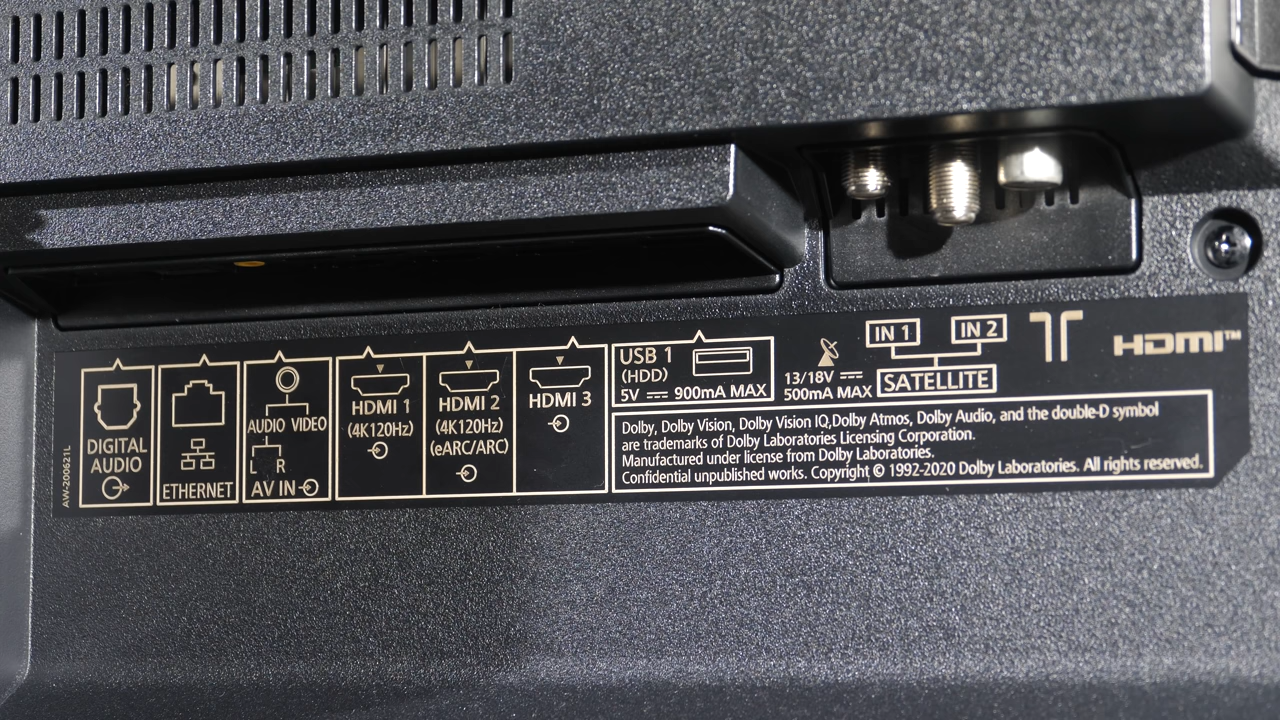 DIGITAL
AUDIO
ETHERNET
AUDIO VIDEO
L R
AV IN
HDMI 1
(4K120Hz)
HDMI 2
(4K120Hz)
(eARC/ARC)
HDMI 3
USB 1
(HDD)
5V ⎓ 900mA MAX
13/18V ⎓
500mA MAX
IN 1 IN 2
SATELLITE
HDMI™
Dolby, Dolby Vision, Dolby Vision IQ,Dolby Atmos, Dolby Audio, and the double-D symbol
are trademarks of Dolby Laboratories Licensing Corporation.
Manufactured under license from Dolby Laboratories.
Confidential unpublished works. Copyright © 1992-2020 Dolby Laboratories. All rights reserved.
AW-200621L